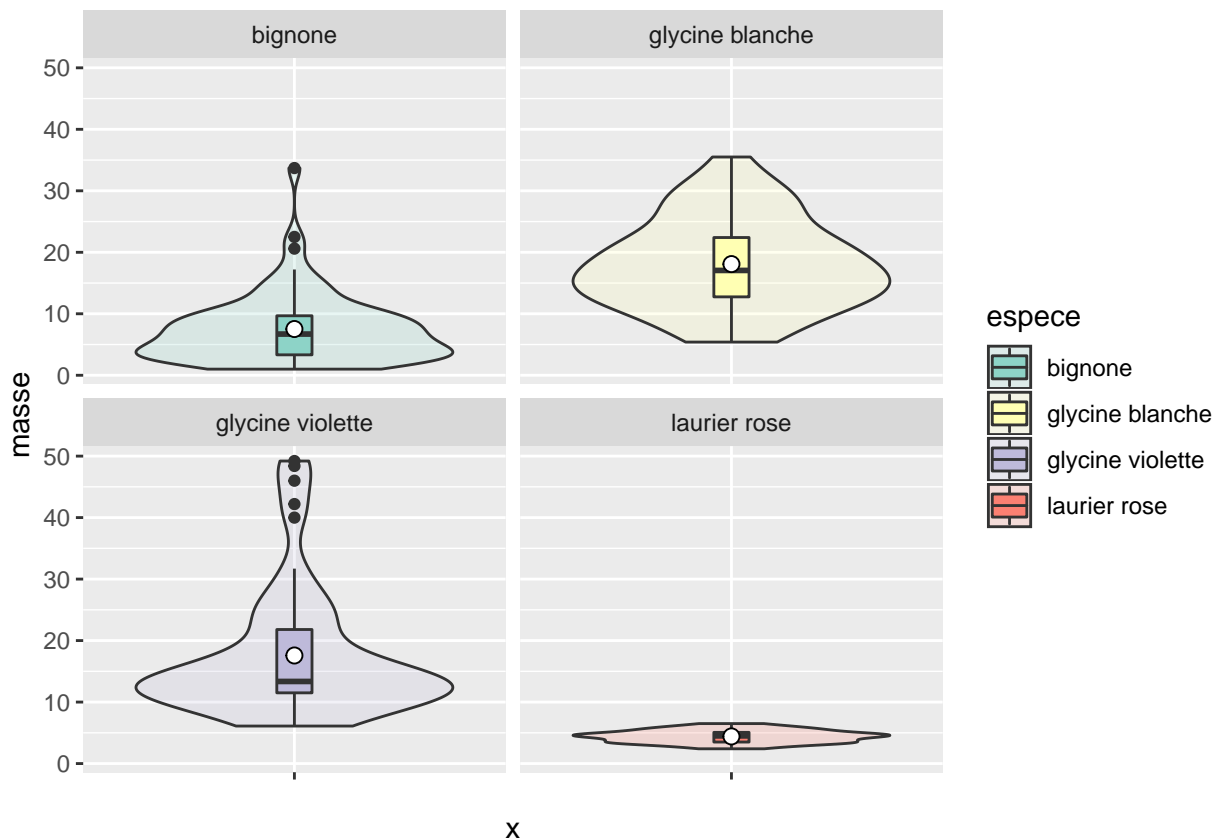 bignone
glycine blanche
50
40
30
20
10
0
glycine violette
laurier rose
50
40
30
20
10
0
masse
x
espece
bignone
glycine blanche
glycine violette
laurier rose